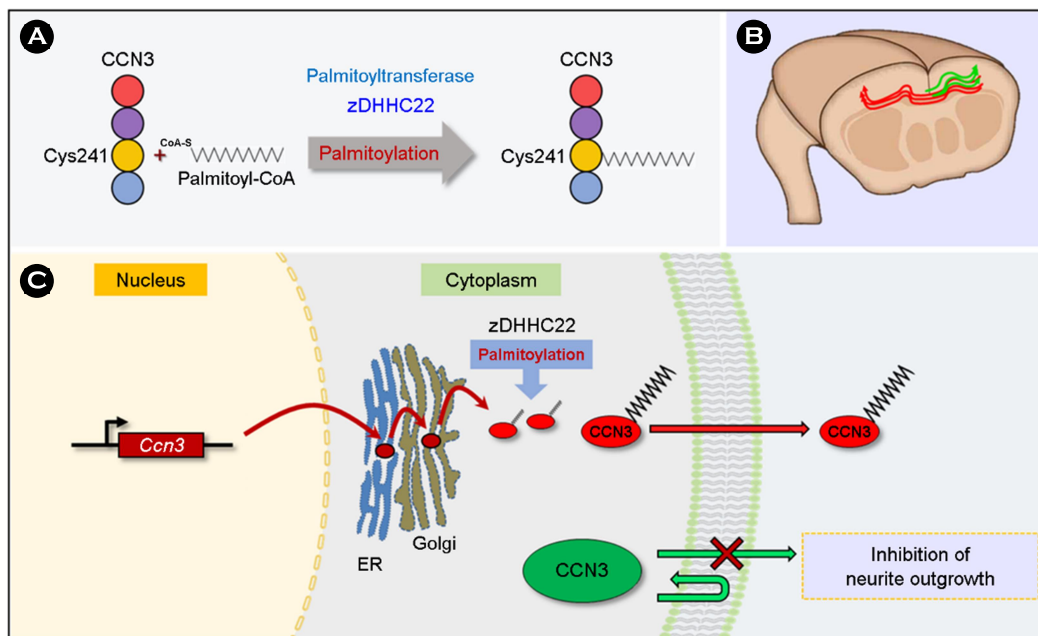 A
CCN3
Cys241
+
CoA-S
Palmitoyl-CoA
Palmitoyltransferase
zDHHC22
Palmitoylation
CCN3
Cys241
B
C
Nucleus
Cytoplasm
zDHHC22
Palmitoylation
Ccn3
CCN3
CCN3
ER
Golgi
CCN3
Inhibition of
neurite outgrowth